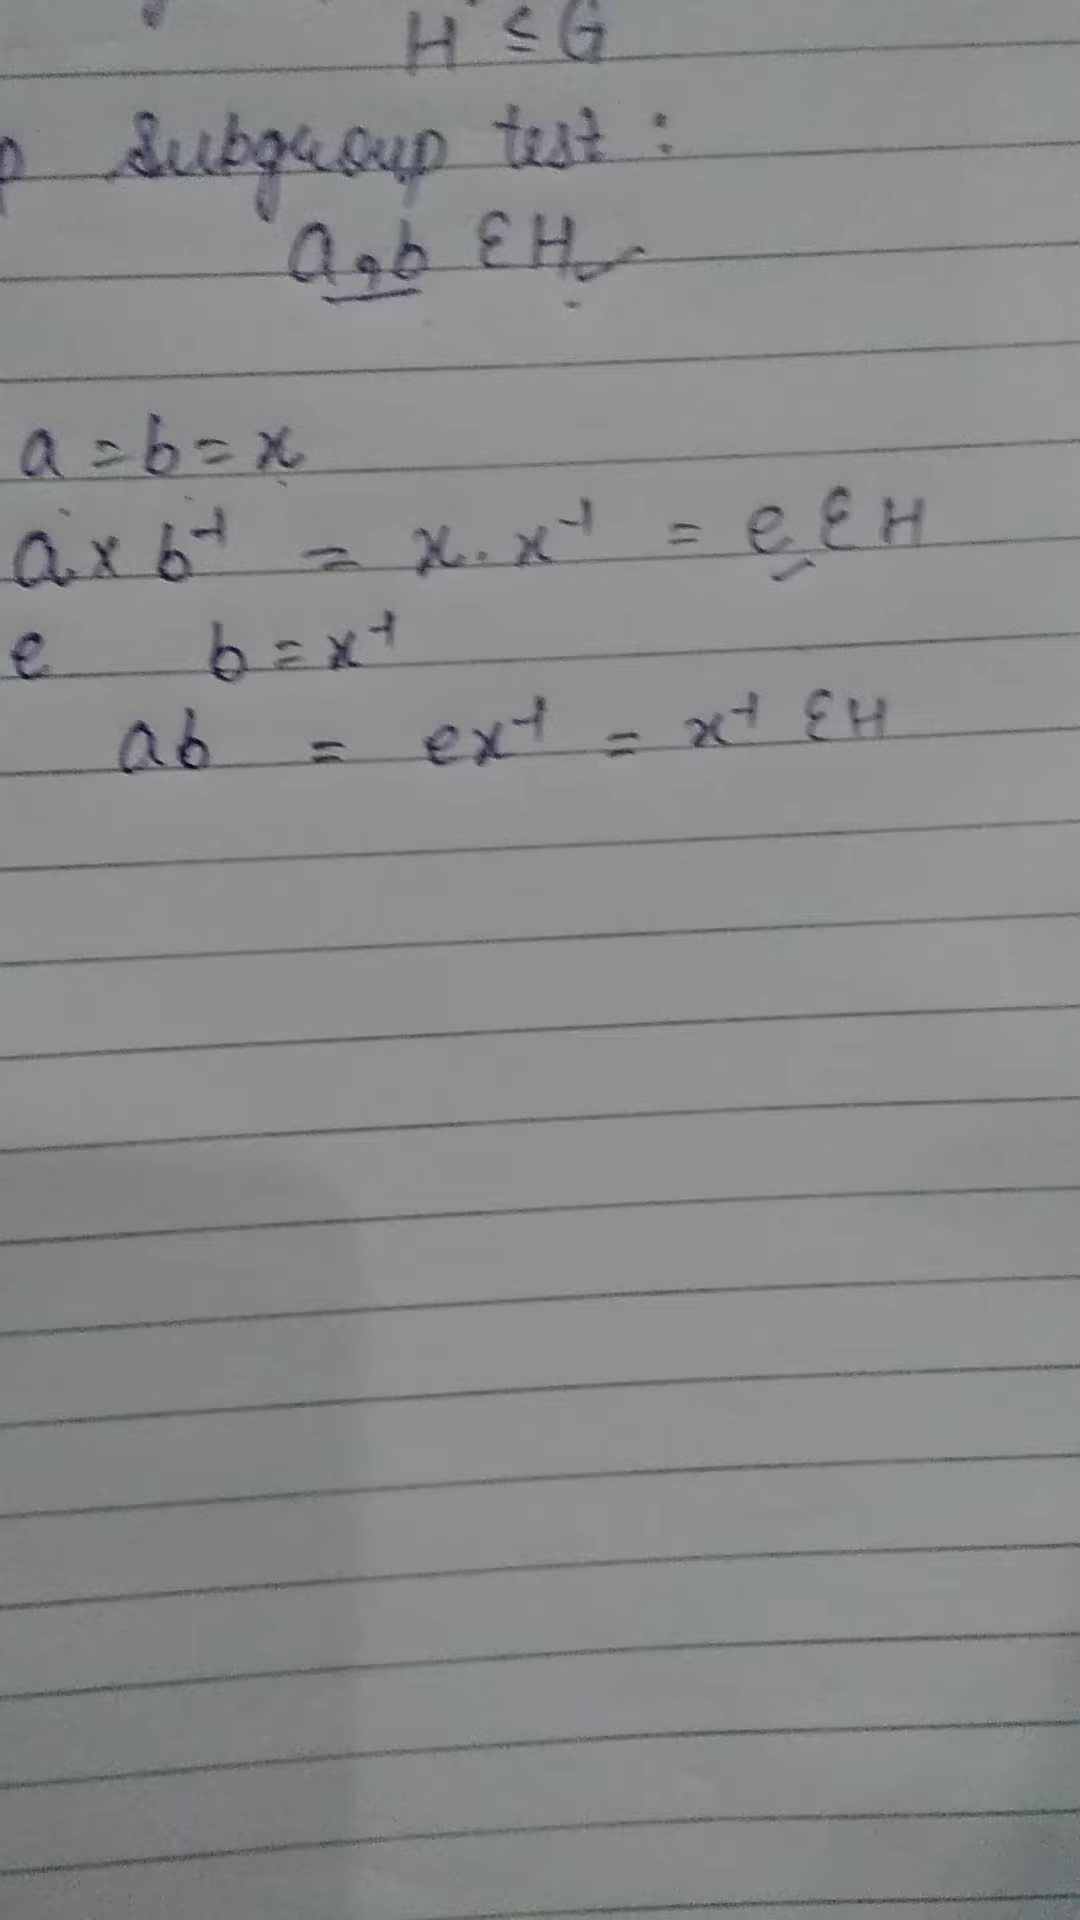 H ≤ G
p Subgroup test :
a, b ∈ H
a = b = x
a × b⁻¹ = x . x⁻¹ = e ∈ H
e b = x⁻¹
ab = ex⁻¹ = x⁻¹ ∈ H